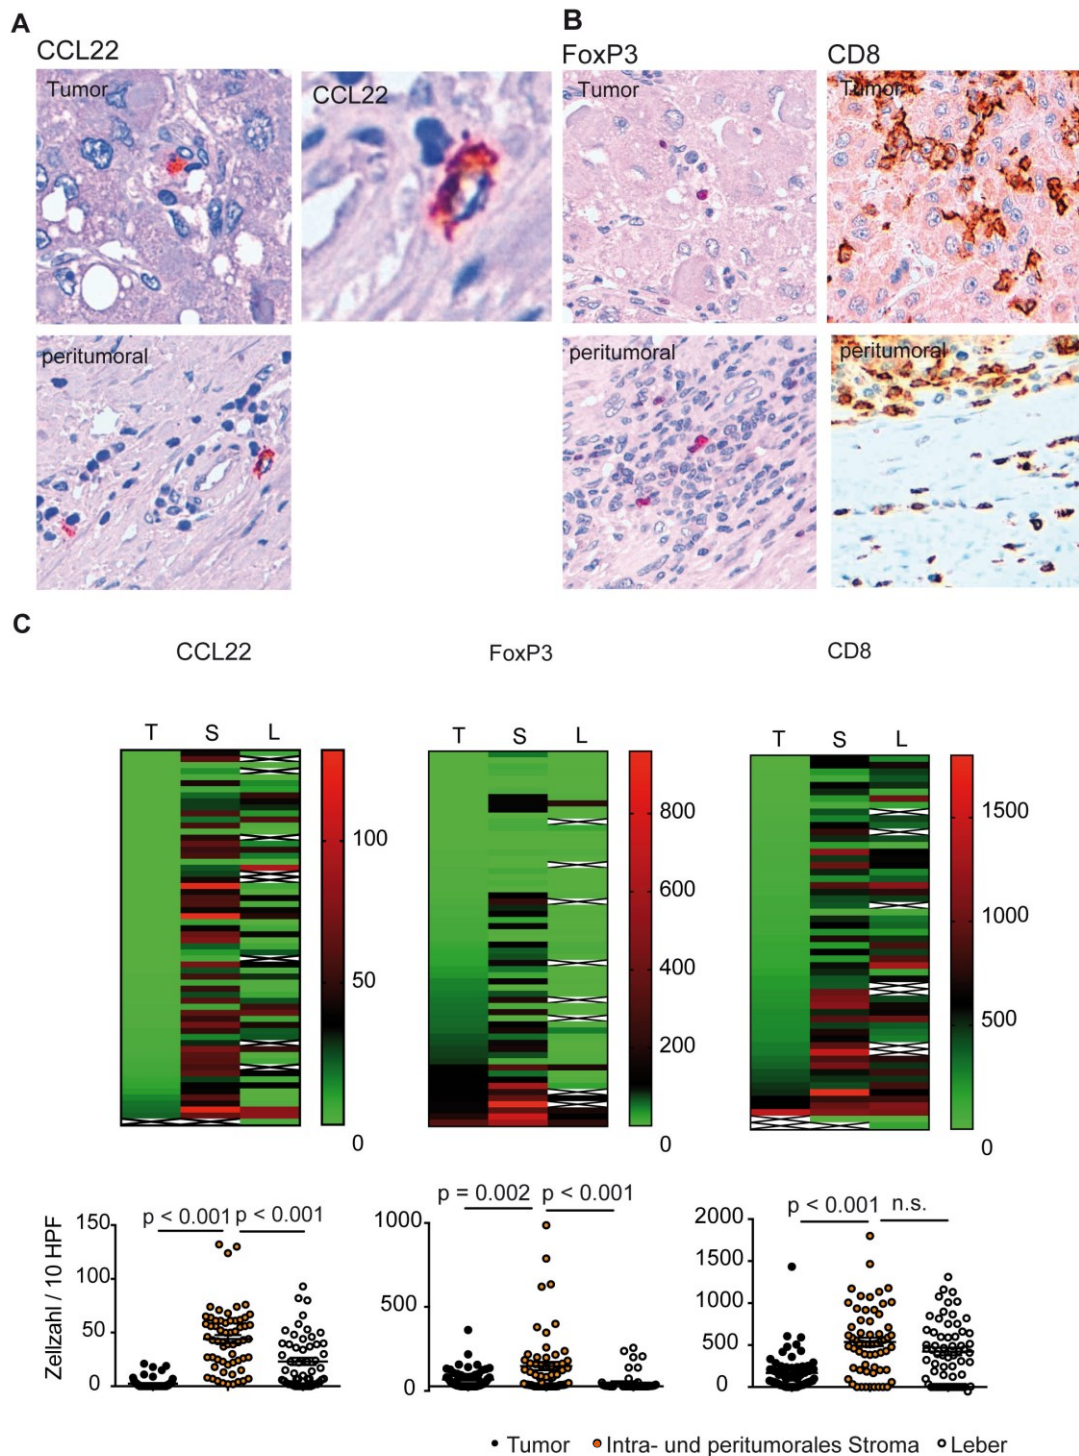 A
B
CCL22
FoxP3
CD8
Tumor
CCL22
Tumor
Tumor
peritumoral
peritumoral
peritumoral
C
CCL22
FoxP3
CD8
T S L
T S L
T S L
100
50
0
800
600
400
200
0
1500
1000
500
0
Zellzahl / 10 HPF
150
100
50
0
p < 0.001
p < 0.001
1000
500
0
p = 0.002
p < 0.001
2000
1500
1000
500
0
p < 0.001
n.s.
Tumor
Intra- und peritumorales Stroma
Leber